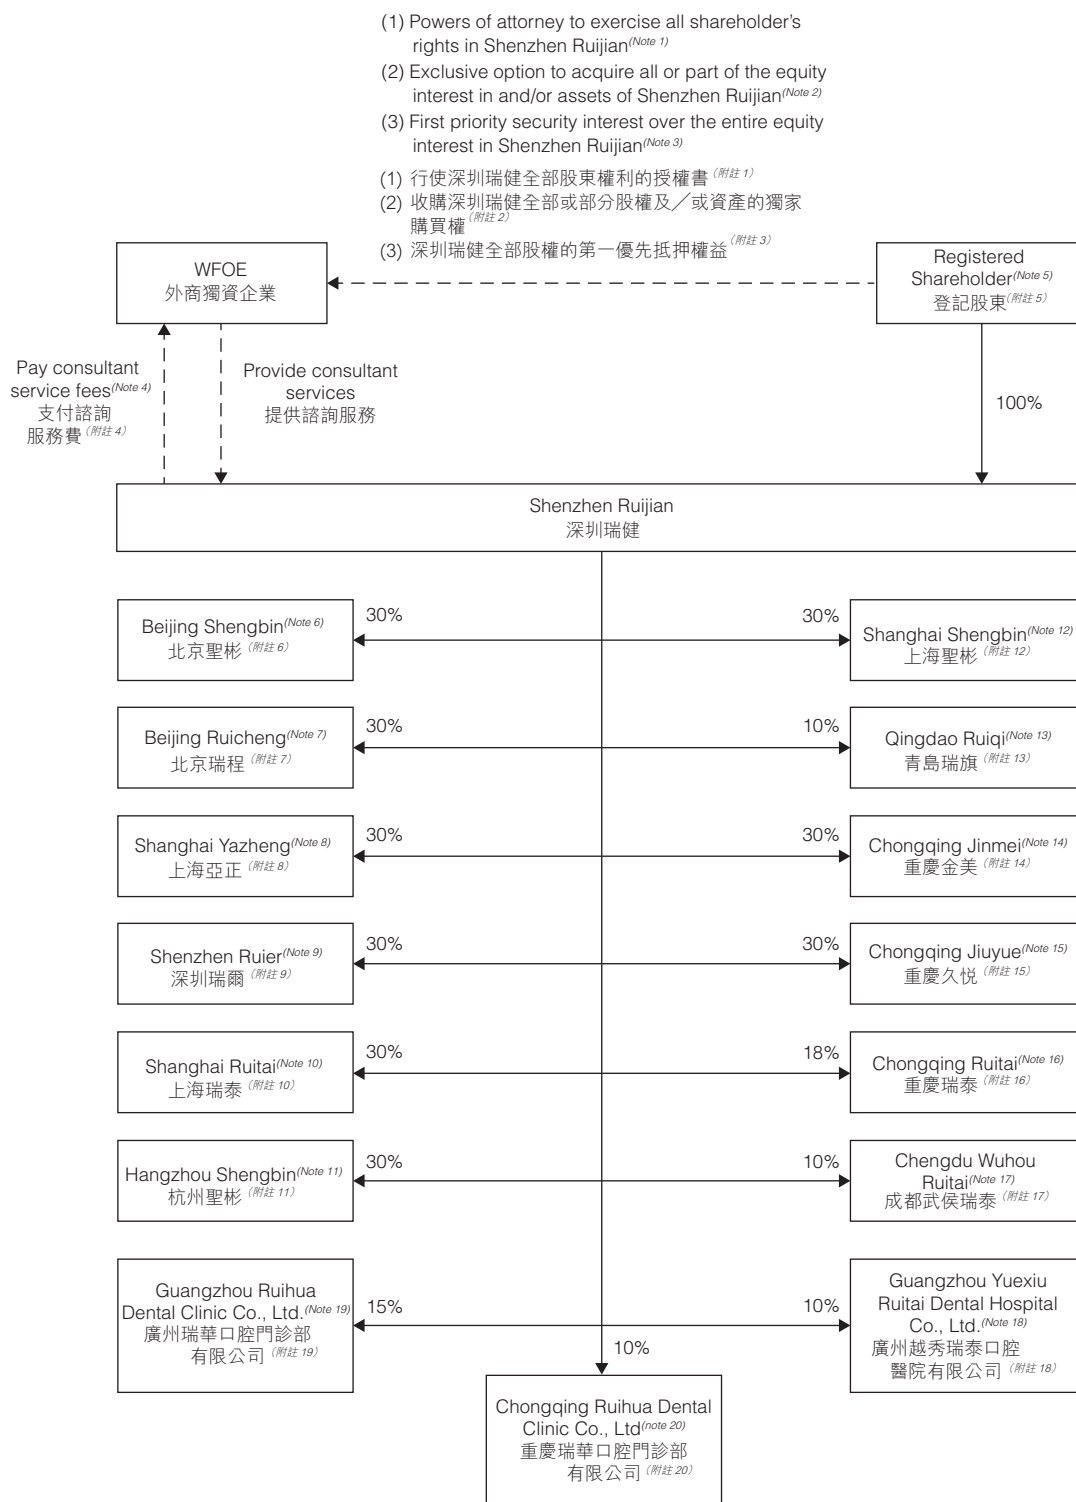 (1) Powers of attorney to exercise all shareholder's
rights in Shenzhen Ruijian(Note 1)
(2) Exclusive option to acquire all or part of the equity
interest in and/or assets of Shenzhen Ruijian(Note 2)
(3) First priority security interest over the entire equity
interest in Shenzhen Ruijian(Note 3)
(1) 行使深圳瑞健全部股東權利的授權書(附註 1)
(2) 收購深圳瑞健全部或部分股權及╱或資產的獨家
購買權(附註 2)
(3) 深圳瑞健全部股權的第一優先抵押權益(附註 3)
WFOE
外商獨資企業
Registered
Shareholder(Note 5)
登記股東(附註 5)
Pay consultant
service fees(Note 4)
支付諮詢
服務費(附註 4)
Provide consultant
services
提供諮詢服務
100%
Shenzhen Ruijian
深圳瑞健
Beijing Shengbin(Note 6)
北京聖彬(附註 6)
30%
30%
Shanghai Shengbin(Note 12)
上海聖彬(附註 12)
Beijing Ruicheng(Note 7)
北京瑞程(附註 7)
30%
10%
Qingdao Ruiqi(Note 13)
青島瑞旗(附註 13)
Shanghai Yazheng(Note 8)
上海亞正(附註 8)
30%
30%
Chongqing Jinmei(Note 14)
重慶金美(附註 14)
Shenzhen Ruier(Note 9)
深圳瑞爾(附註 9)
30%
30%
Chongqing Jiuyue(Note 15)
重慶久悦(附註 15)
Shanghai Ruitai(Note 10)
上海瑞泰(附註 10)
30%
18%
Chongqing Ruitai(Note 16)
重慶瑞泰(附註 16)
Hangzhou Shengbin(Note 11)
杭州聖彬(附註 11)
30%
10%
Chengdu Wuhou
Ruitai(Note 17)
成都武侯瑞泰(附註 17)
Guangzhou Ruihua
Dental Clinic Co., Ltd.(Note 19)
廣州瑞華口腔門診部
有限公司(附註 19)
15%
10%
Guangzhou Yuexiu
Ruitai Dental Hospital
Co., Ltd.(Note 18)
廣州越秀瑞泰口腔
醫院有限公司(附註 18)
10%
Chongqing Ruihua Dental
Clinic Co., Ltd(note 20)
重慶瑞華口腔門診部
有限公司(附註 20)